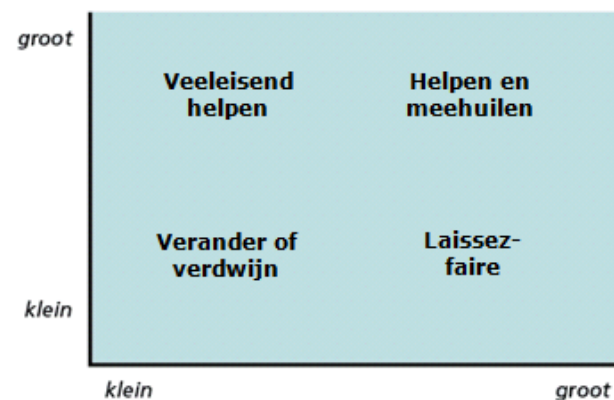 groot
Veeleisend
helpen
Helpen en
meehuilen
Verander of
verdwijn
Laissez-
faire
klein
klein
groot